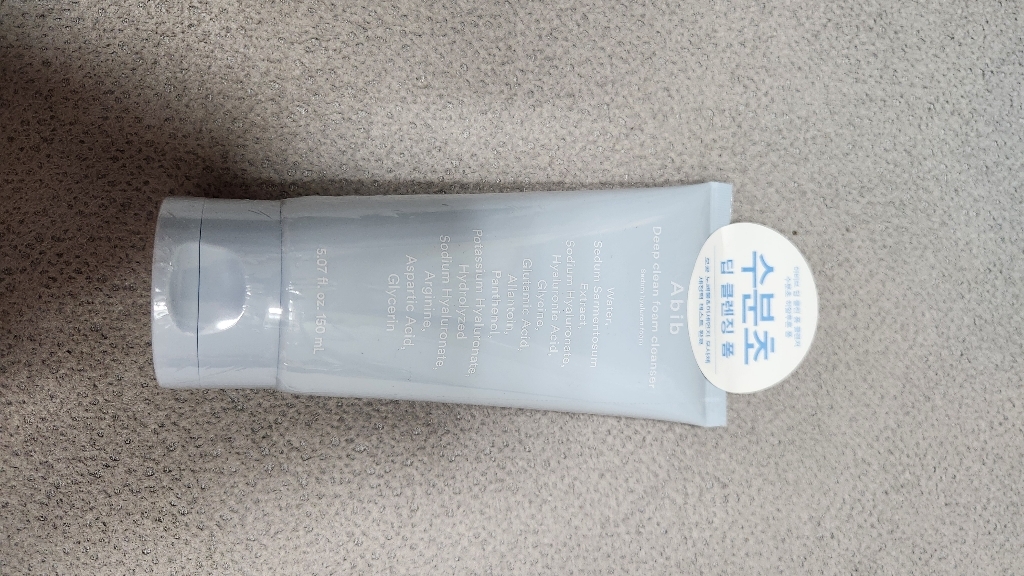 수분초
딥 클렌징 폼
Abib
Deep clean foam cleanser
Water,
Sedum Sarmentosum
Extract,
Sodium Hyaluronate,
Hyaluronic Acid,
Glycine,
Glutamic Acid
Allantoin,
Panthenol,
Potassium Hyaluronate,
Hydrolyzed
Sodium Hyaluronate,
Arginine,
Aspartic Acid,
Glycerin
5.07 fl. oz. 150 mL